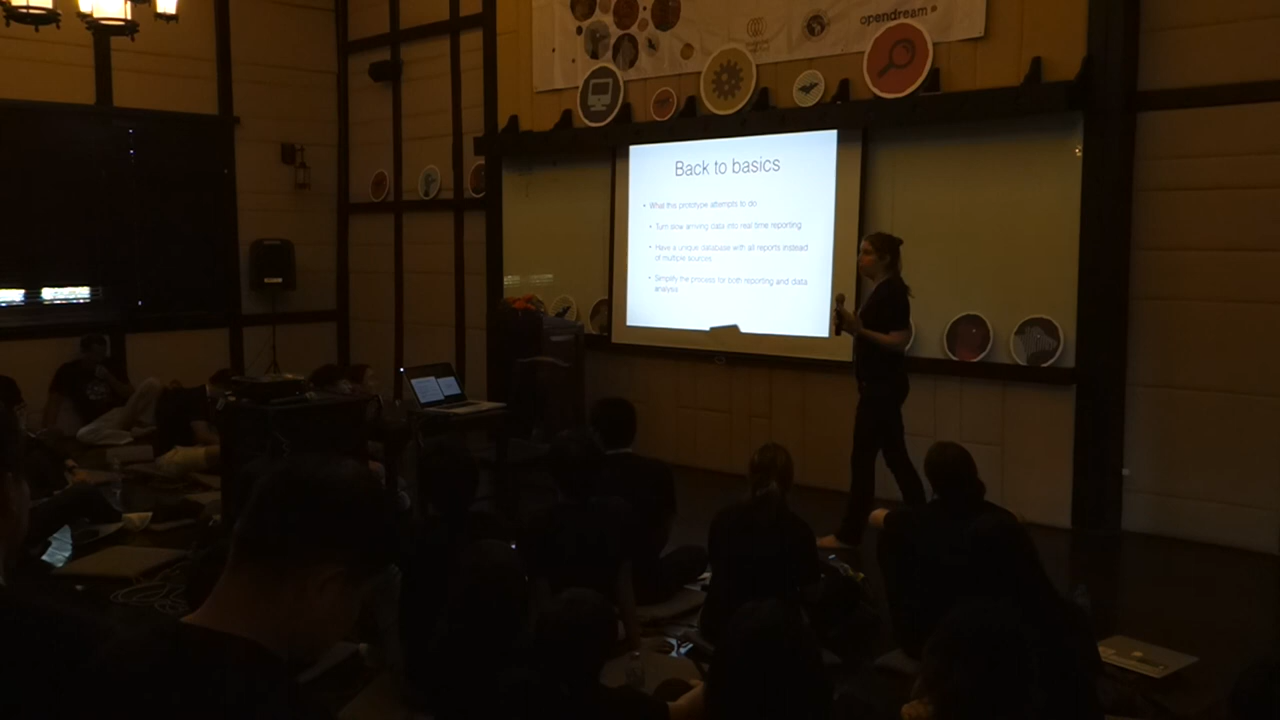 opendream
Back to basics
• What this prototype attempts to do
• Turn slow arriving data into real time reporting
• Have a unique database with all reports instead
of multiple sources
• Simplify the process for both reporting and data
analysis